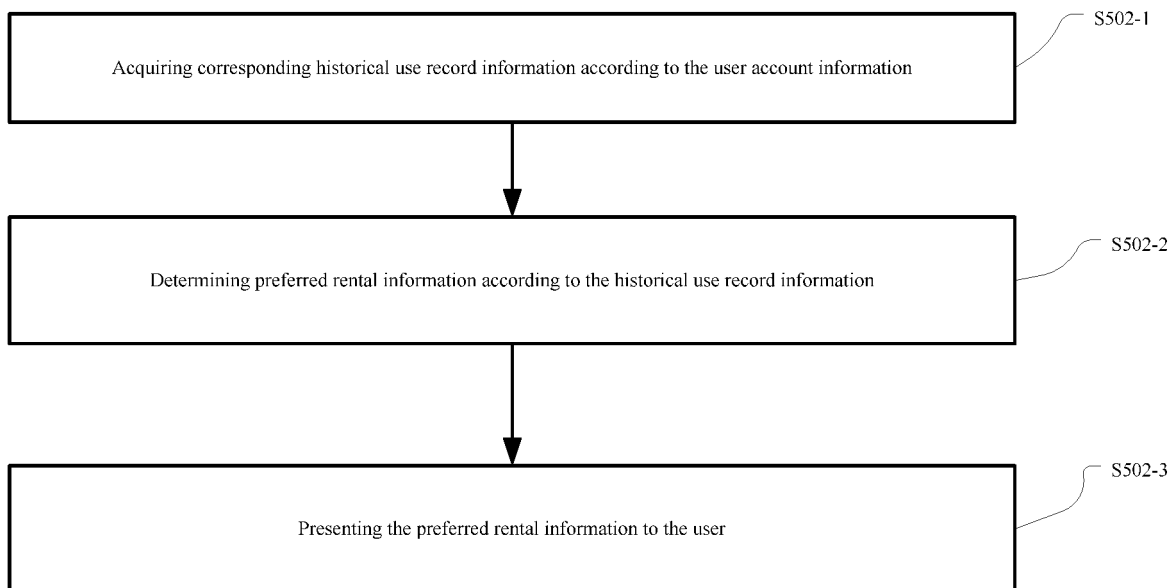 S502-1
Acquiring corresponding historical use record information according to the user account information
S502-2
Determining preferred rental information according to the historical use record information
S502-3
Presenting the preferred rental information to the user